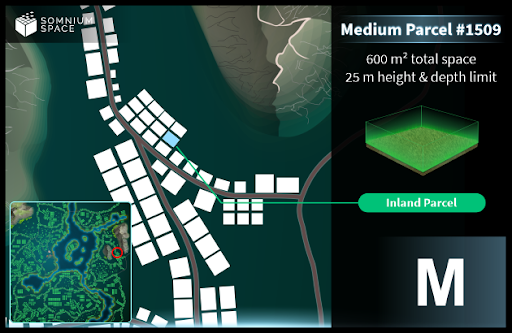 SOMNIUM
SPACE
Medium Parcel #1509
600 m² total space
25 m height & depth limit
Inland Parcel
M